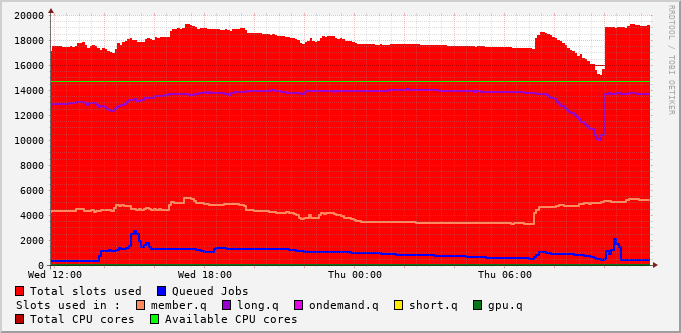 20000
18000
16000
14000
12000
10000
8000
6000
4000
2000
0
Wed 12:00 Wed 18:00 Thu 00:00 Thu 06:00
Total slots used Queued Jobs
Slots used in : member.q long.q ondemand.q short.q gpu.q
Total CPU cores Available CPU cores
RRDTOOL / TOBI OETIKER